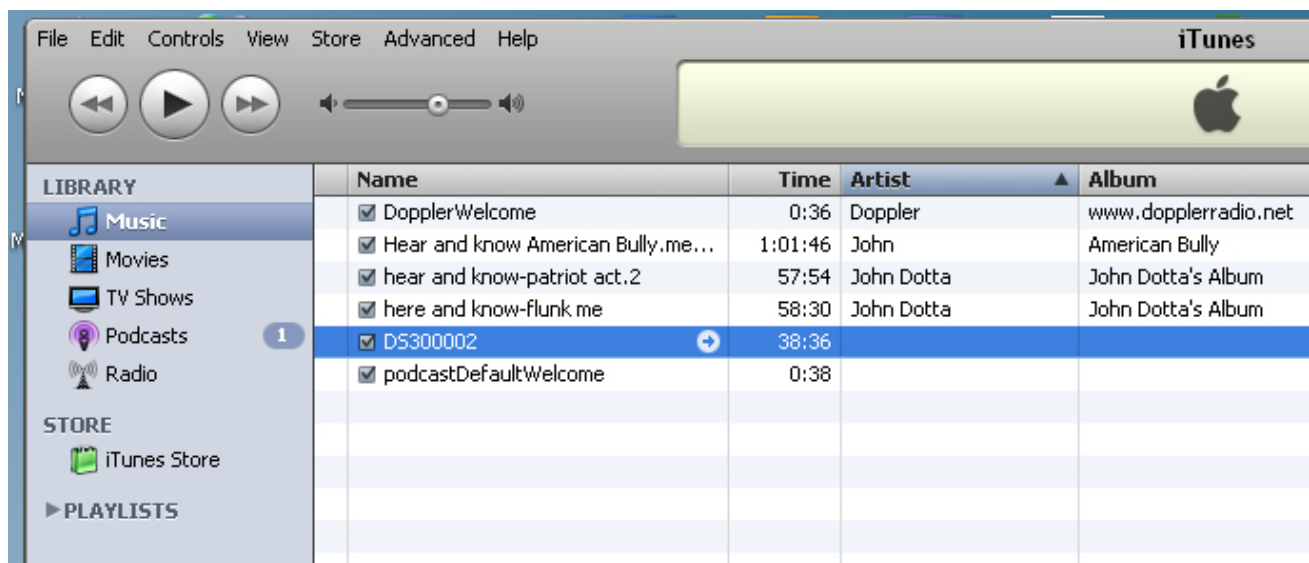 File Edit Controls View Store Advanced Help iTunes
LIBRARY
Music
Movies
TV Shows
Podcasts 1
Radio
STORE
iTunes Store
PLAYLISTS
Name Time Artist Album
DopplerWelcome 0:36 Doppler www.dopplerradio.net
Hear and know American Bully.me... 1:01:46 John American Bully
hear and know-patriot act.2 57:54 John Dotta John Dotta's Album
here and know-flunk me 58:30 John Dotta John Dotta's Album
DS300002 38:36
podcastDefaultWelcome 0:38